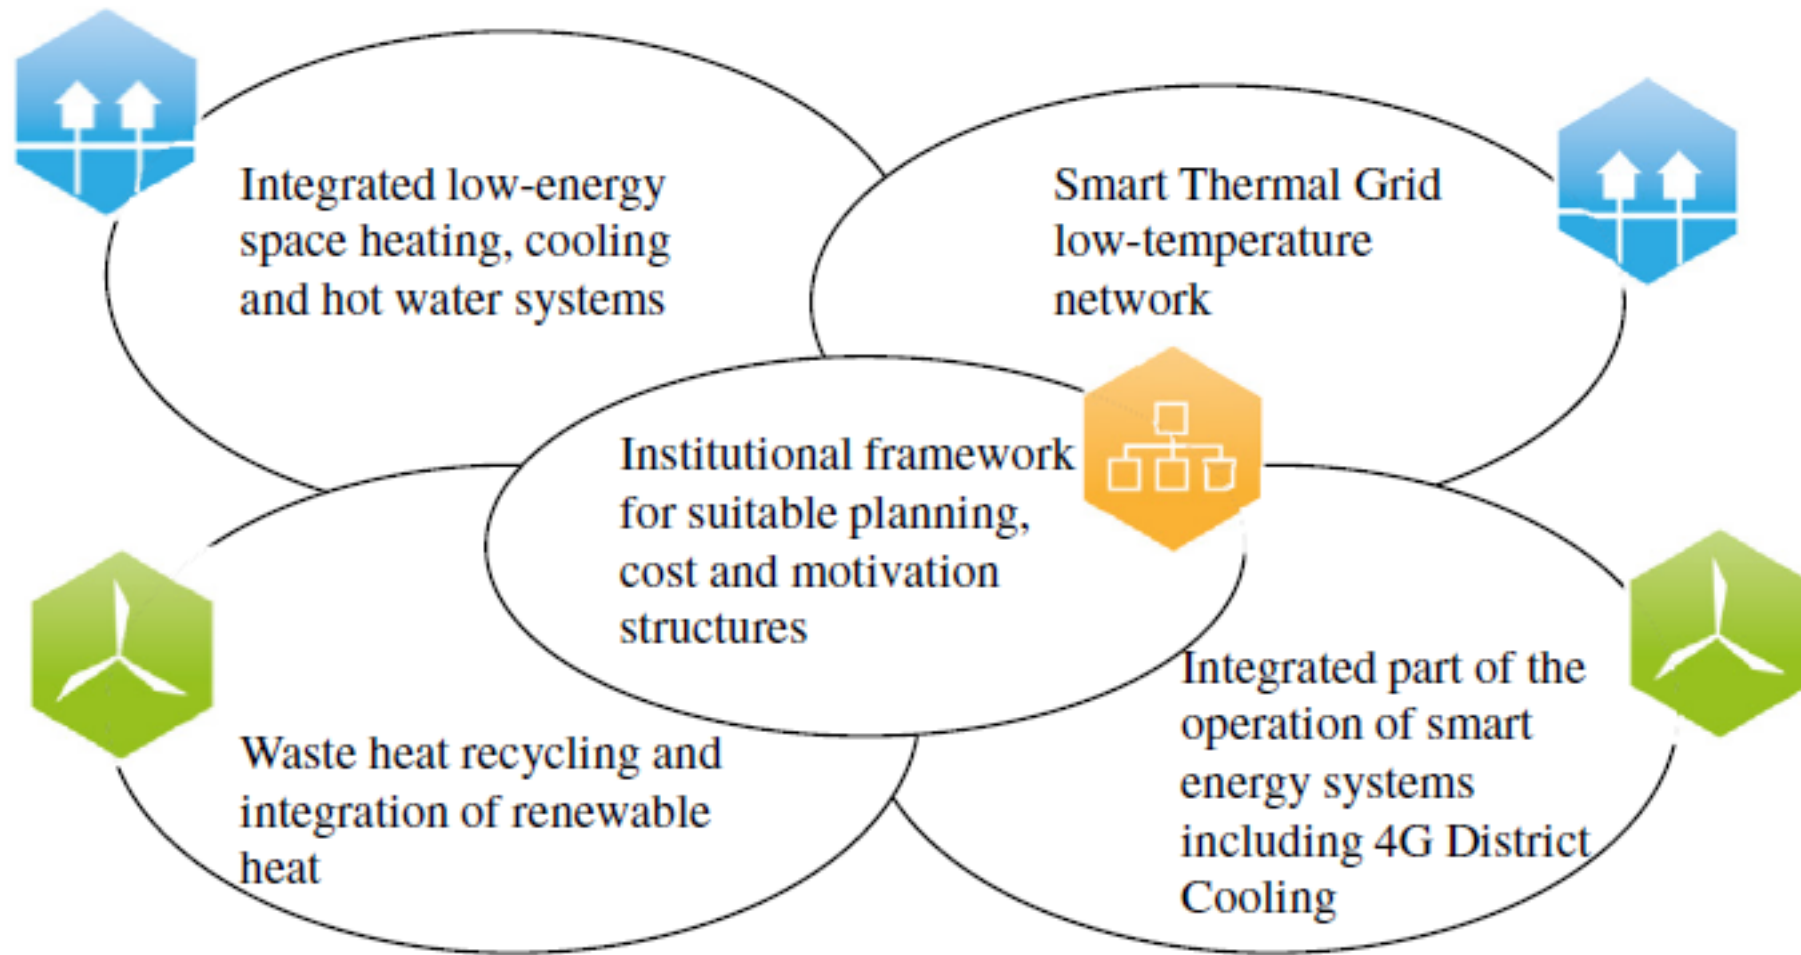 Integrated low-energy
space heating, cooling
and hot water systems
Smart Thermal Grid
low-temperature
network
Institutional framework
for suitable planning,
cost and motivation
structures
Waste heat recycling and
integration of renewable
heat
Integrated part of the
operation of smart
energy systems
including 4G District
Cooling